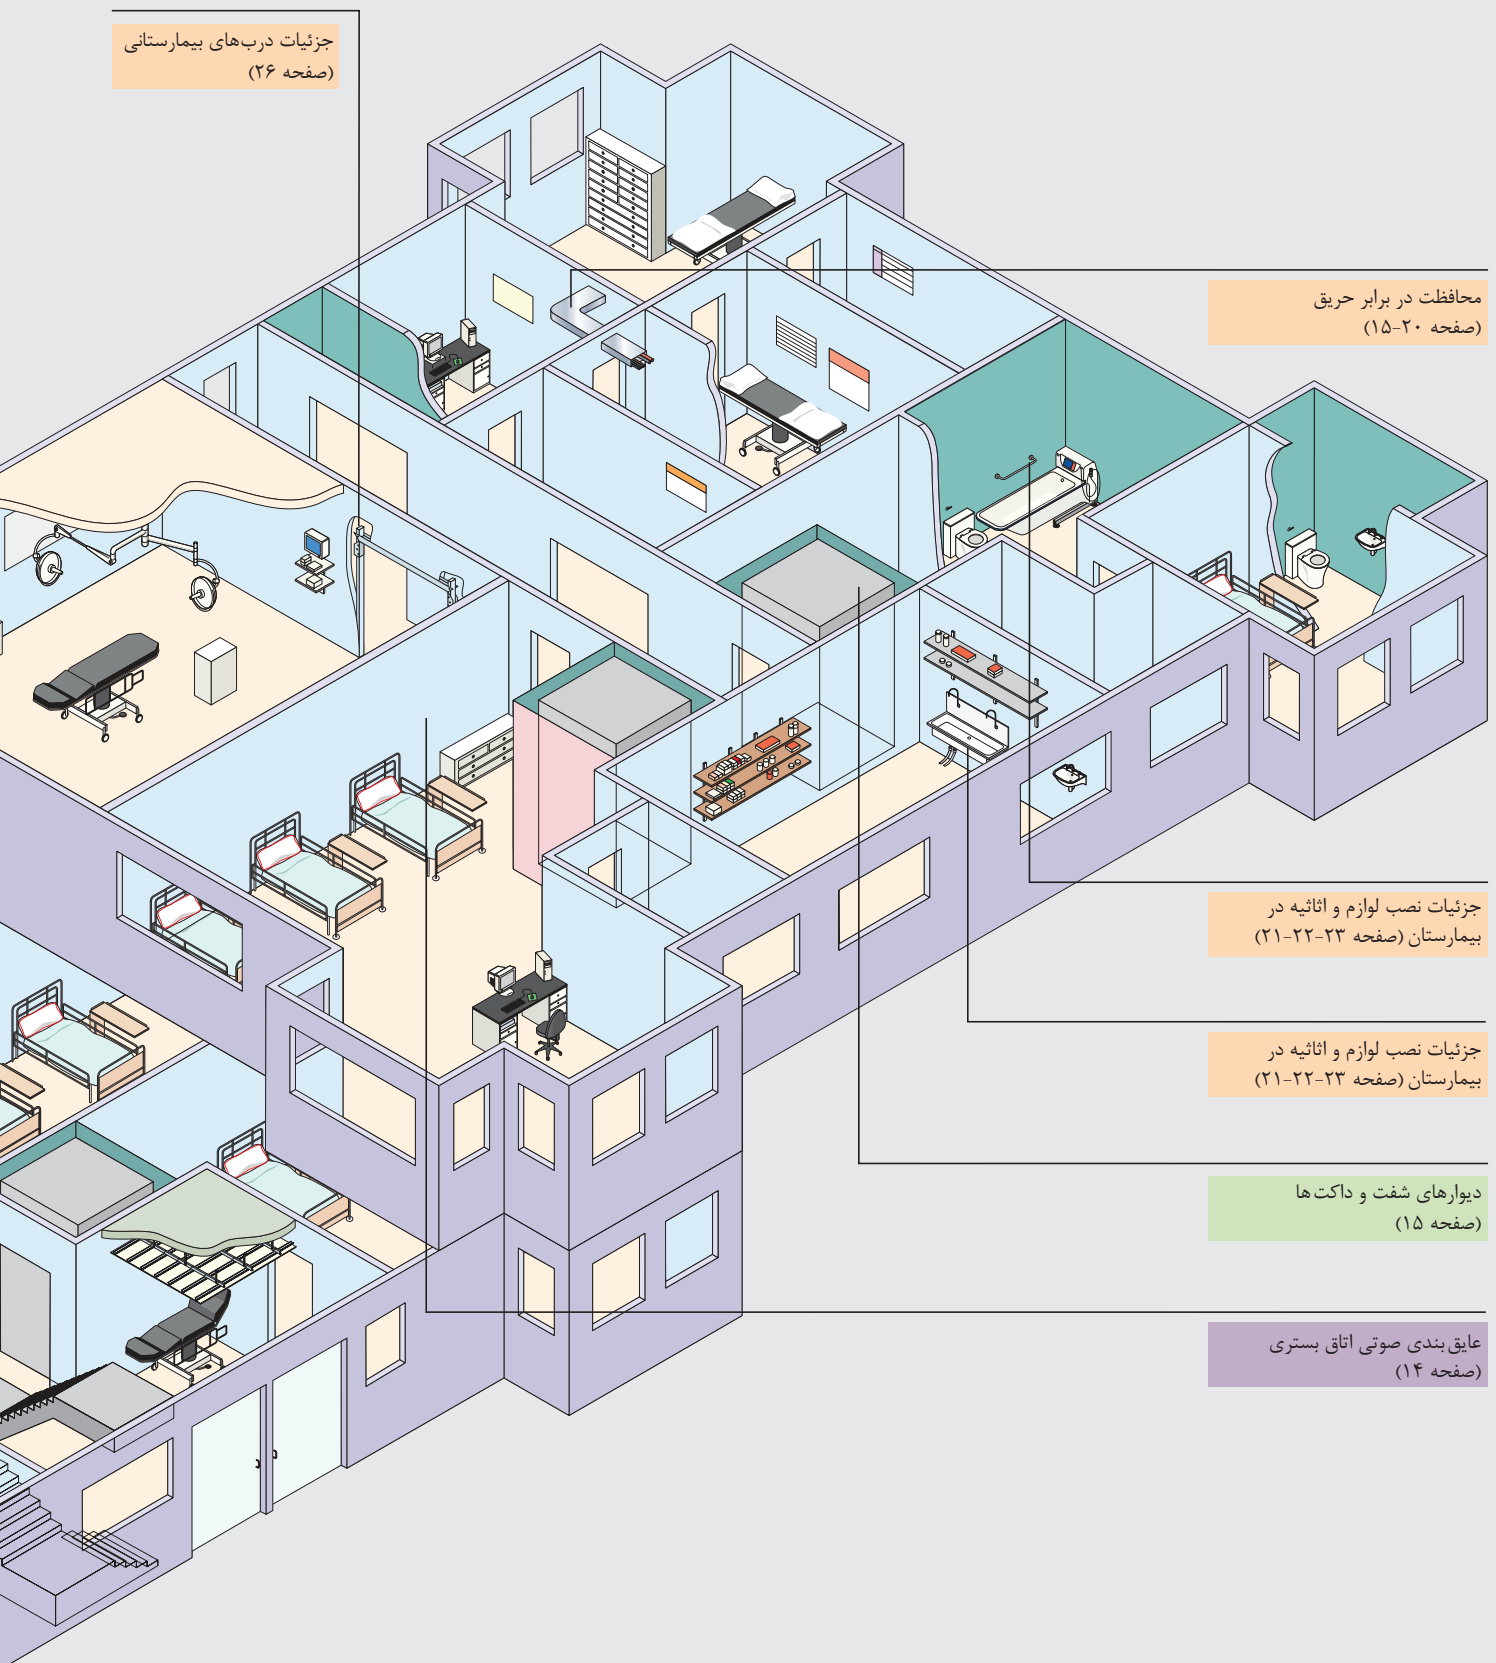 جزئیات درب‌های بیمارستانی
(صفحه ۲۶)
محافظت در برابر حریق
(صفحه ۲۰-۱۵)
جزئیات نصب لوازم و اثاثیه در
بیمارستان (صفحه ۲۳-۲۲-۲۱)
جزئیات نصب لوازم و اثاثیه در
بیمارستان (صفحه ۲۳-۲۲-۲۱)
دیوارهای شفت و داکت‌ها
(صفحه ۱۵)
عایق‌بندی صوتی اتاق بستری
(صفحه ۱۴)